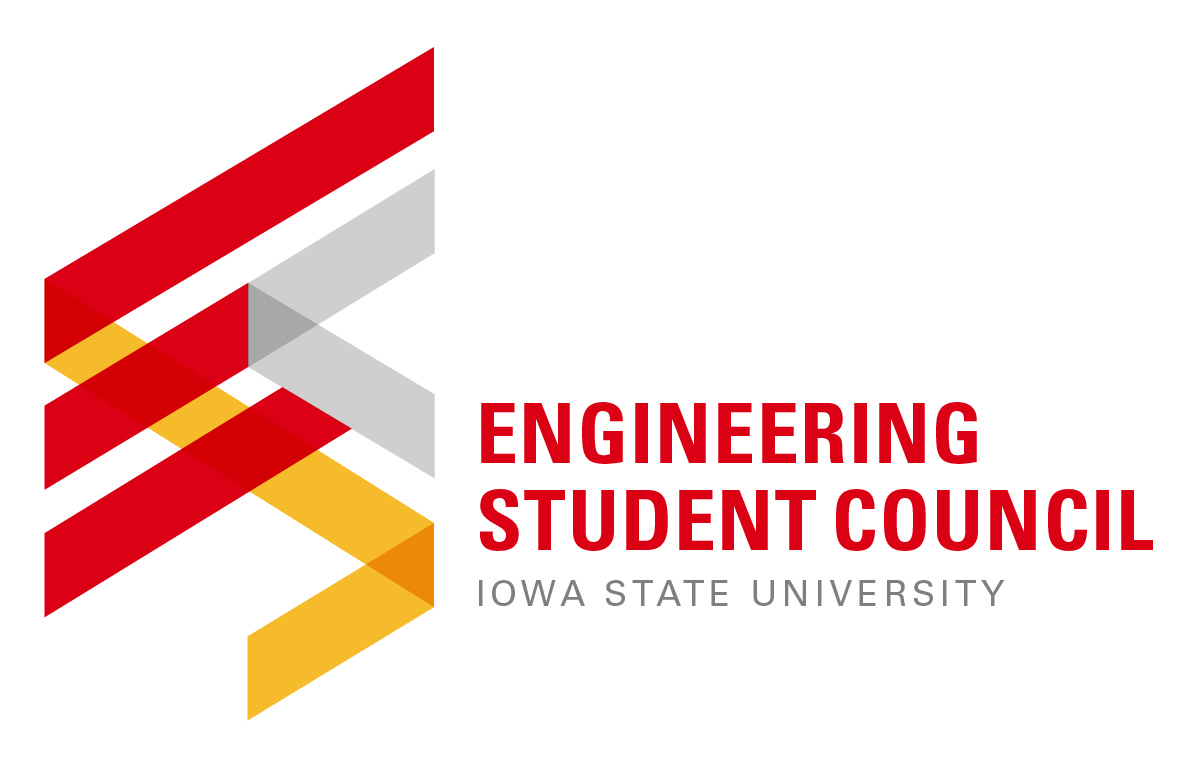 ENGINEERING
STUDENT COUNCIL
IOWA STATE UNIVERSITY